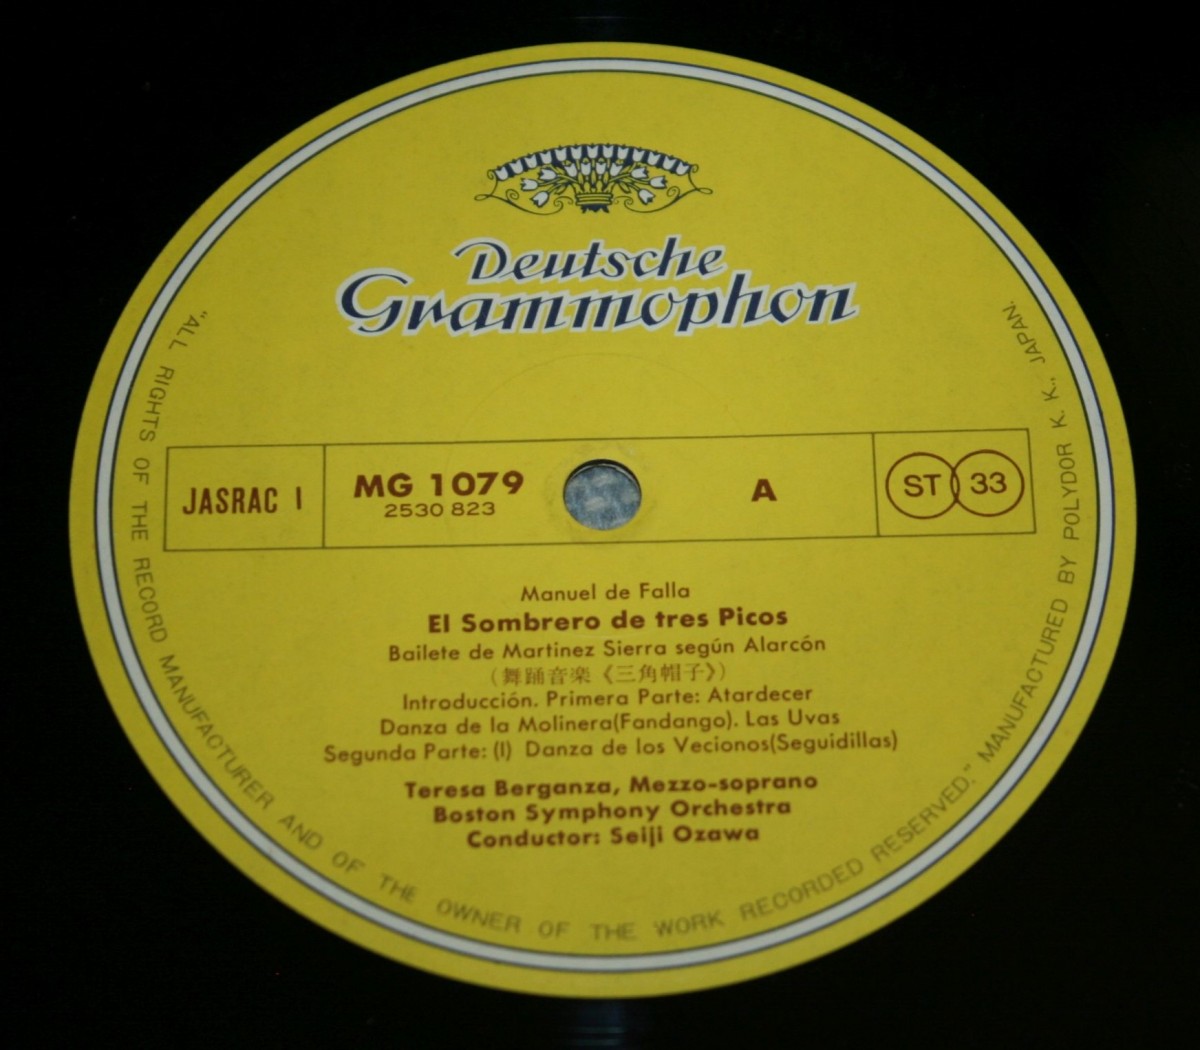 Deutsche
Grammophon
JASRAC I
MG 1079
2530 823
A
ST 33
Manuel de Falla
El Sombrero de tres Picos
Bailete de Martinez Sierra según Alarcón
(舞踊音楽《三角帽子》)
Introducción. Primera Parte: Atardecer
Danza de la Molinera(Fandango). Las Uvas
Segunda Parte: (I) Danza de los Vecionos(Seguidillas)
Teresa Berganza, Mezzo-soprano
Boston Symphony Orchestra
Conductor: Seiji Ozawa
"ALL RIGHTS OF THE RECORD MANUFACTURER AND OF THE OWNER OF THE WORK RECORDED RESERVED." MANUFACTURED BY POLYDOR K. K., JAPAN.